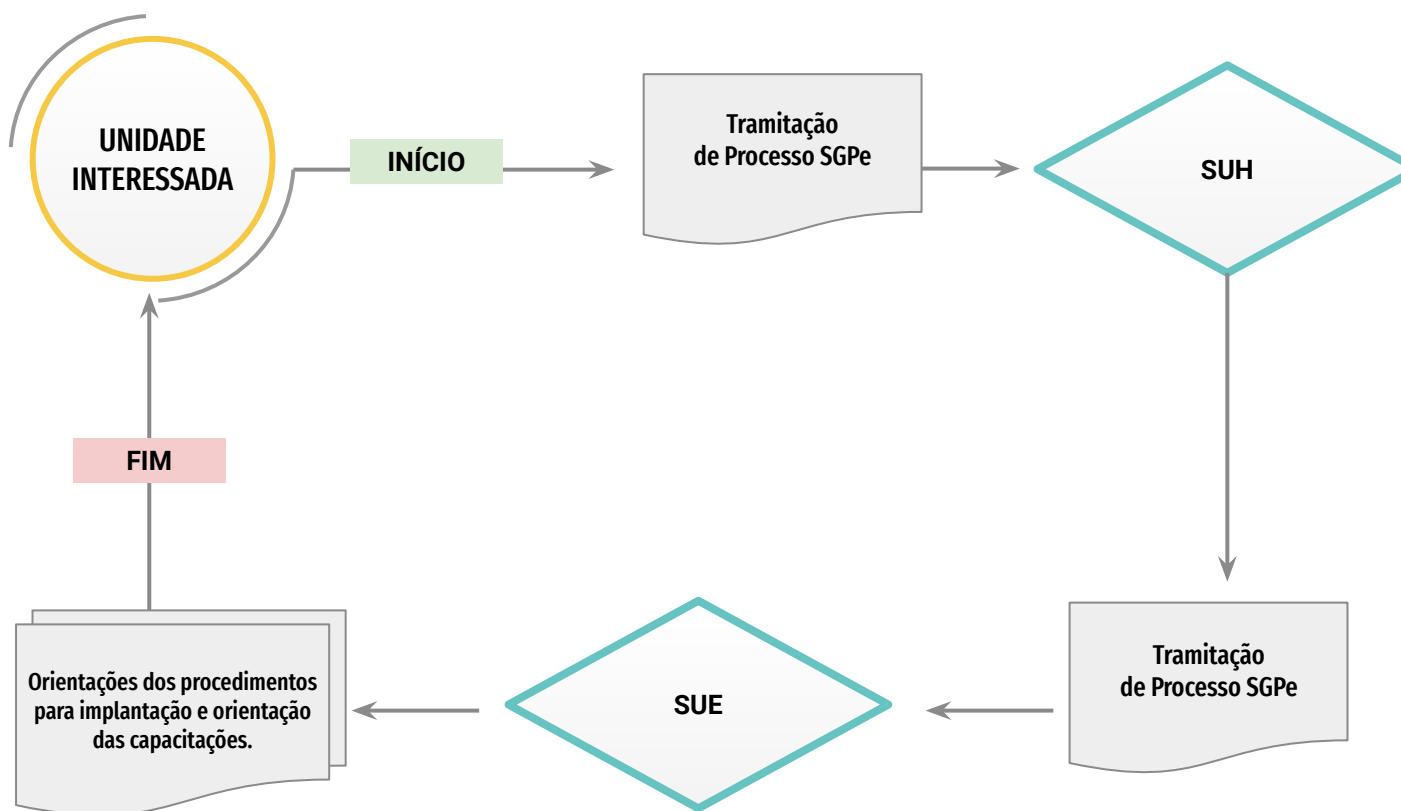 UNIDADE
INTERESSADA
INÍCIO
Tramitação
de Processo SGPe
SUH
Tramitação
de Processo SGPe
SUE
Orientações dos procedimentos
para implantação e orientação
das capacitações.
FIM